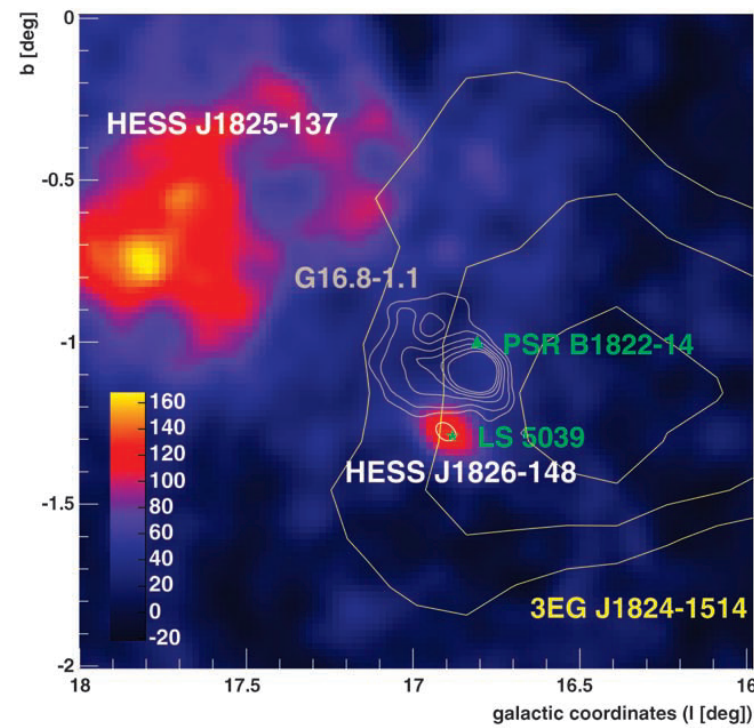 b [deg]
0
HESS J1825-137
-0.5
G16.8-1.1
-1
PSR B1822-14
160
140
LS 5039
120
HESS J1826-148
100
-1.5
80
60
40
20
3EG J1824-1514
0
-20
-2
18
17.5
17
16.5
16
galactic coordinates (l [deg])